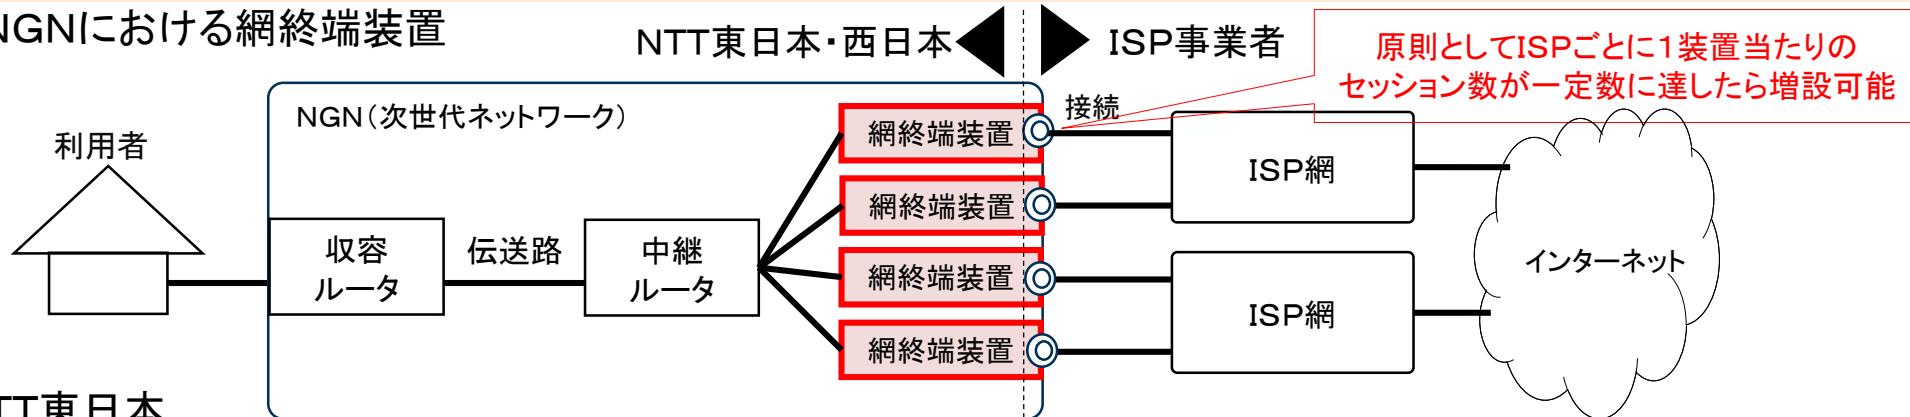 NGNにおける網終端装置
NTT東日本・西日本
ISP事業者
原則としてISPごとに1装置当たりの
セッション数が一定数に達したら増設可能
NGN(次世代ネットワーク)
接続
利用者
収容
ルータ
伝送路
中継
ルータ
網終端装置
網終端装置
網終端装置
網終端装置
ISP網
ISP網
インターネット
TT東日本